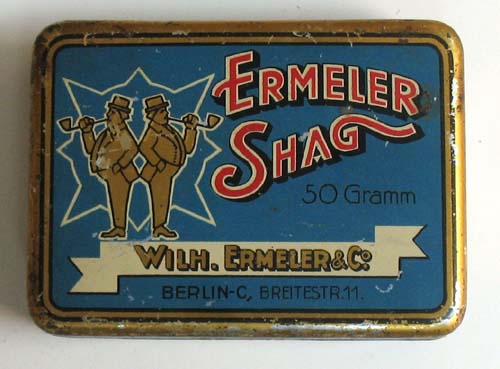 ERMELER
SHAG
50 Gramm
WILH. ERMELER & Co.
BERLIN-C, BREITESTR. 11.